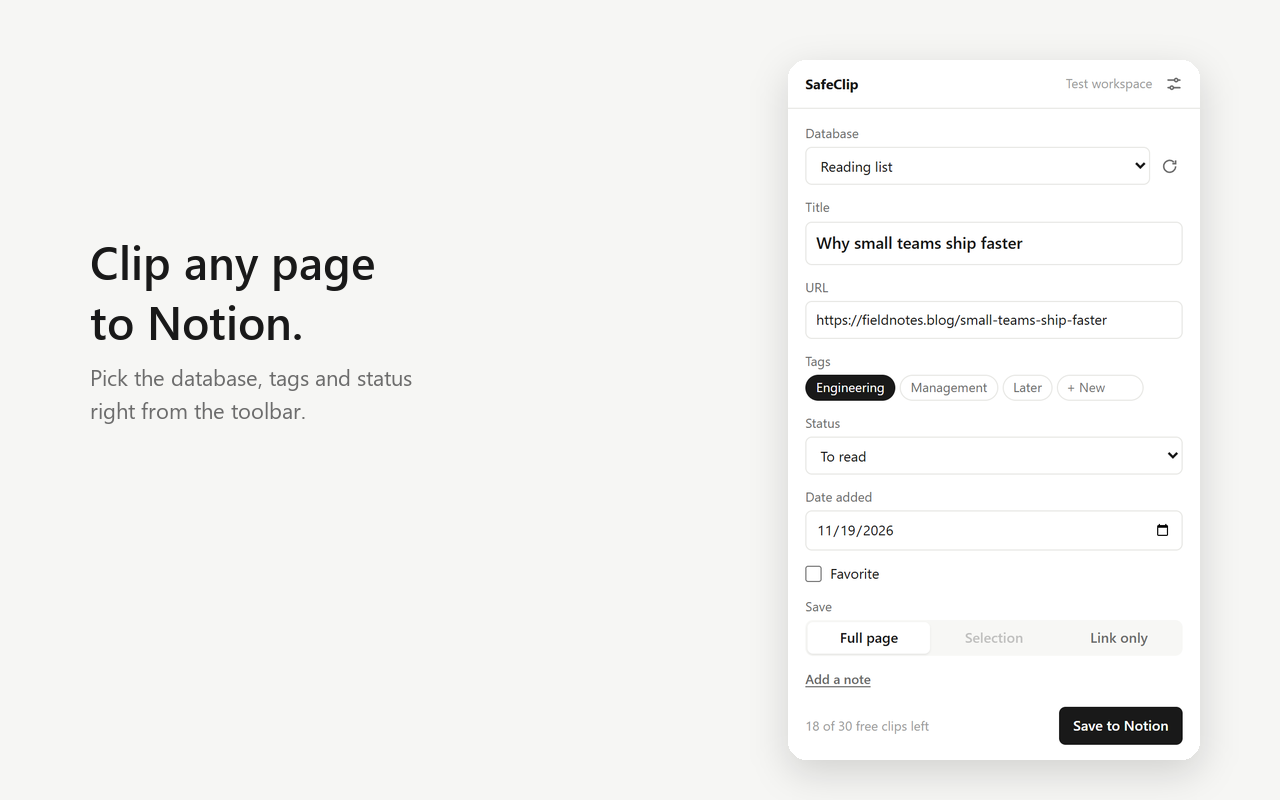 Clip any page
to Notion.
Pick the database, tags and status
right from the toolbar.
SafeClip
Test workspace
Database
Reading list
Title
Why small teams ship faster
URL
https://fieldnotes.blog/small-teams-ship-faster
Tags
Engineering
Management
Later
+ New
Status
To read
Date added
11/19/2026
Favorite
Save
Full page
Selection
Link only
Add a note
18 of 30 free clips left
Save to Notion